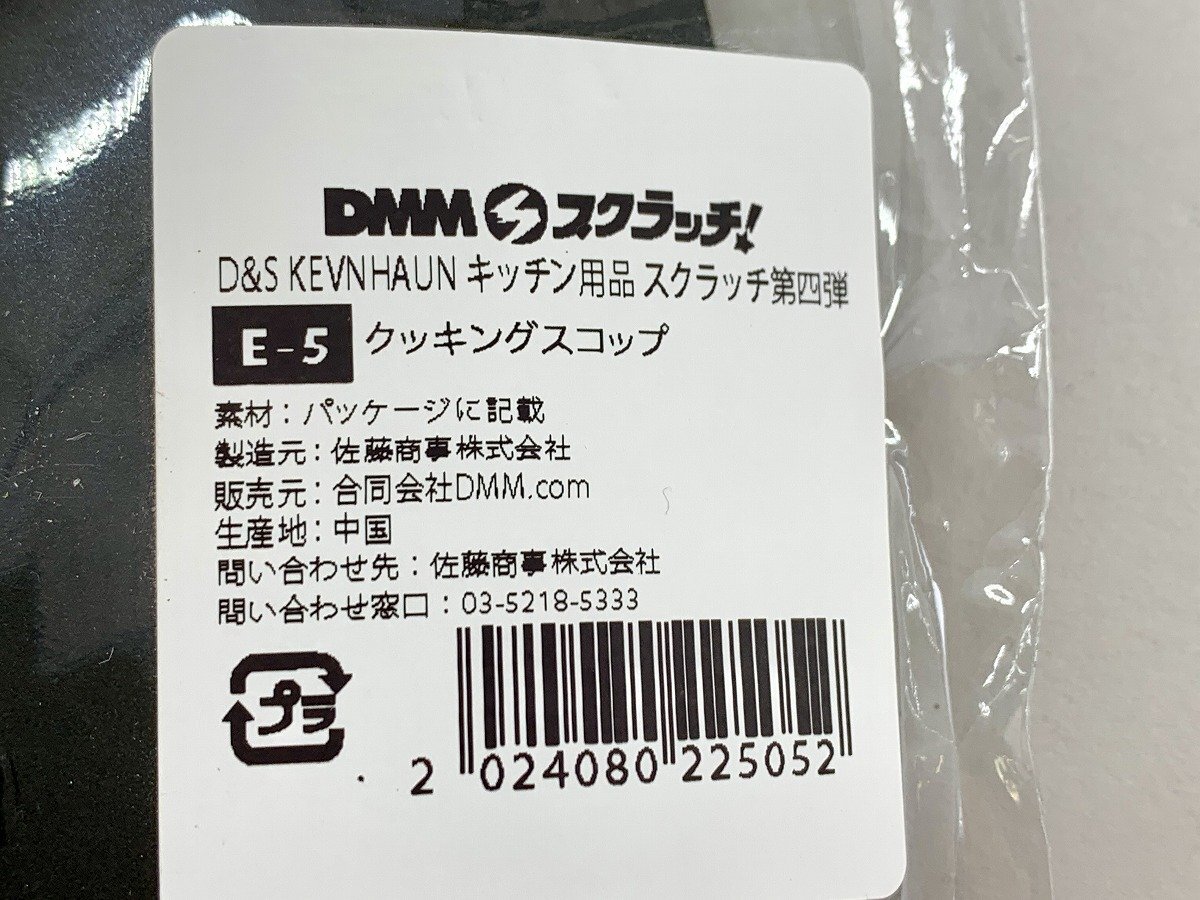 DMM スクラッチ!
D&S KEVNHAUN キッチン用品 スクラッチ第四弾
E-5 クッキングスコップ
素材：パッケージに記載
製造元：佐藤商事株式会社
販売元：合同会社DMM.com
生産地：中国
問い合わせ先：佐藤商事株式会社
問い合わせ窓口：03-5218-5333
プラ
2 024080 225052